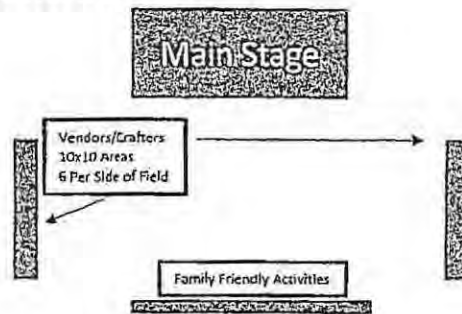 Main Stage
Vendors/Crafters
10x10 Areas
6 Per Side of Field
Family Friendly Activities